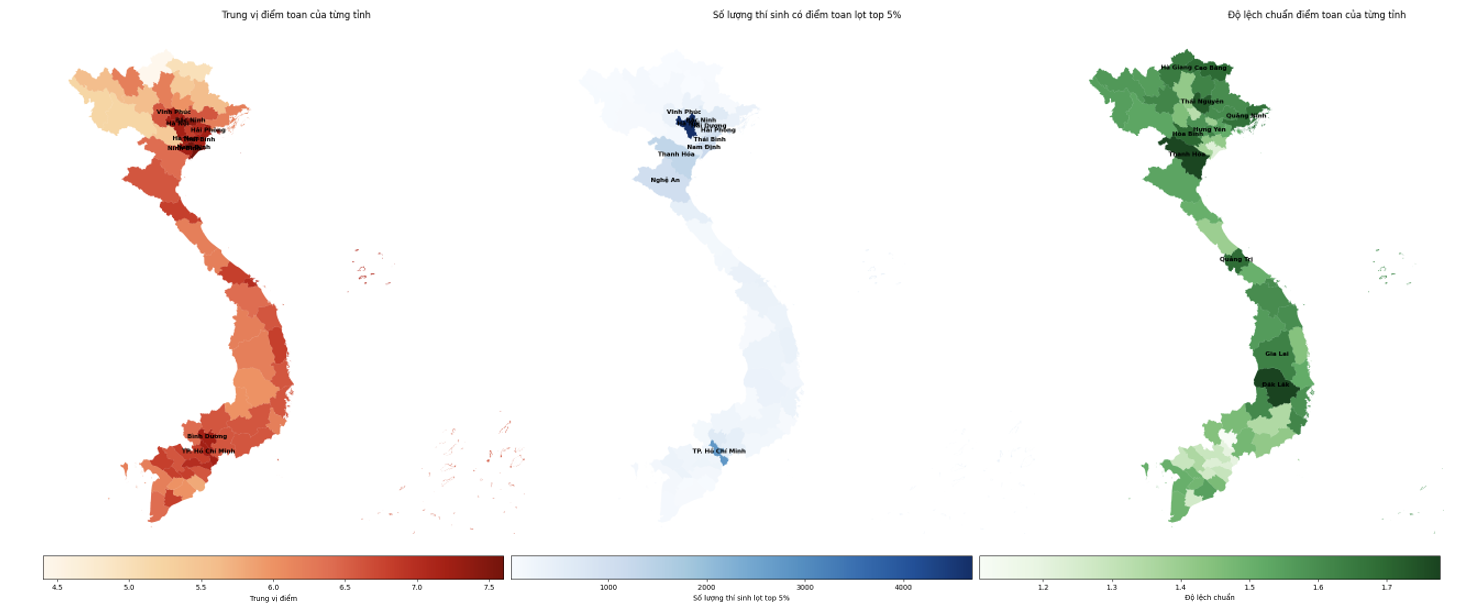 Trung vị điểm toan của từng tỉnh
Số lượng thí sinh có điểm toan lọt top 5%
Độ lệch chuẩn điểm toan của từng tỉnh
Vĩnh Phúc
Hải Phòng
Bình Dương
TP. Hồ Chí Minh
Vĩnh Phúc
Hải Phòng
Thái Bình
Nam Định
Thanh Hóa
Nghệ An
TP. Hồ Chí Minh
Hà Giang
Cao Bằng
Thái Nguyên
Quảng Ninh
Hưng Yên
Hòa Bình
Thanh Hóa
Quảng Trị
Gia Lai
Đắk Lắk
4.5 5.0 5.5 6.0 6.5 7.0 7.5
Trung vị điểm
1000 2000 3000 4000
Số lượng thí sinh lọt top 5%
1.2 1.3 1.4 1.5 1.6 1.7
Độ lệch chuẩn